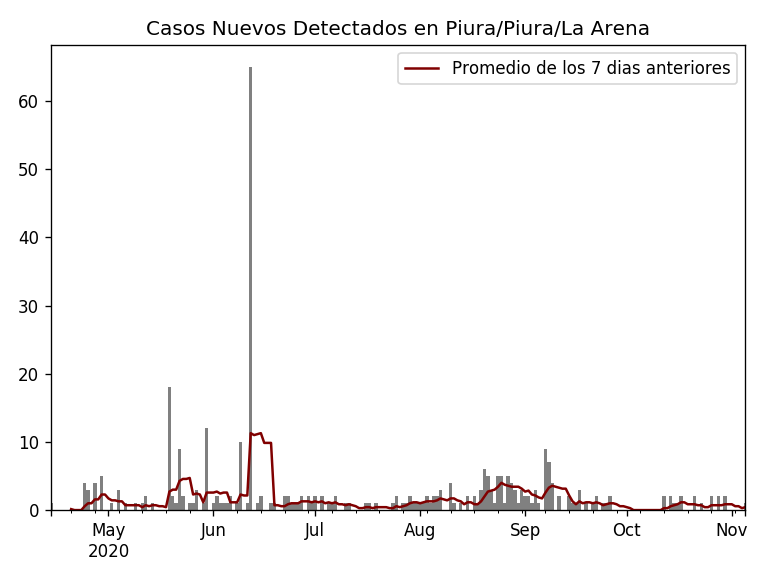 Casos Nuevos Detectados en Piura/Piura/La Arena
Promedio de los 7 dias anteriores
60
50
40
30
20
10
0
May Jun Jul Aug Sep Oct Nov
2020